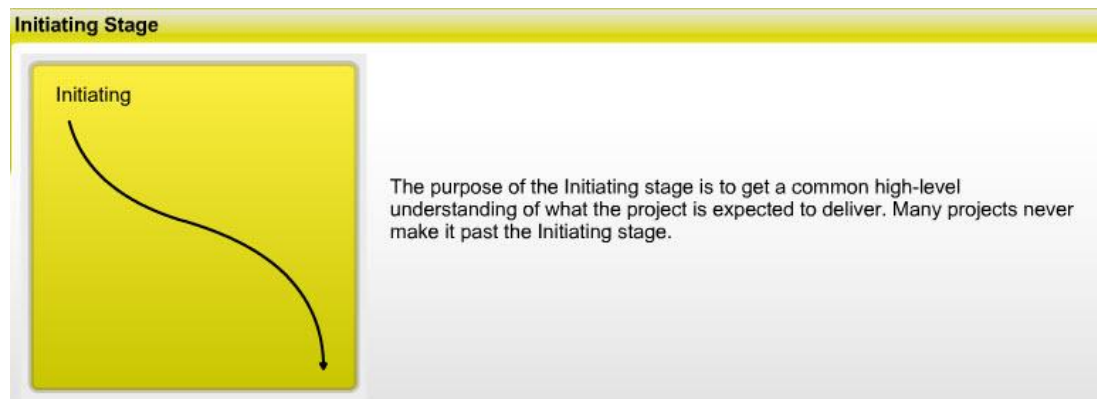 Initiating Stage
Initiating
The purpose of the Initiating stage is to get a common high-level
understanding of what the project is expected to deliver. Many projects never
make it past the Initiating stage.